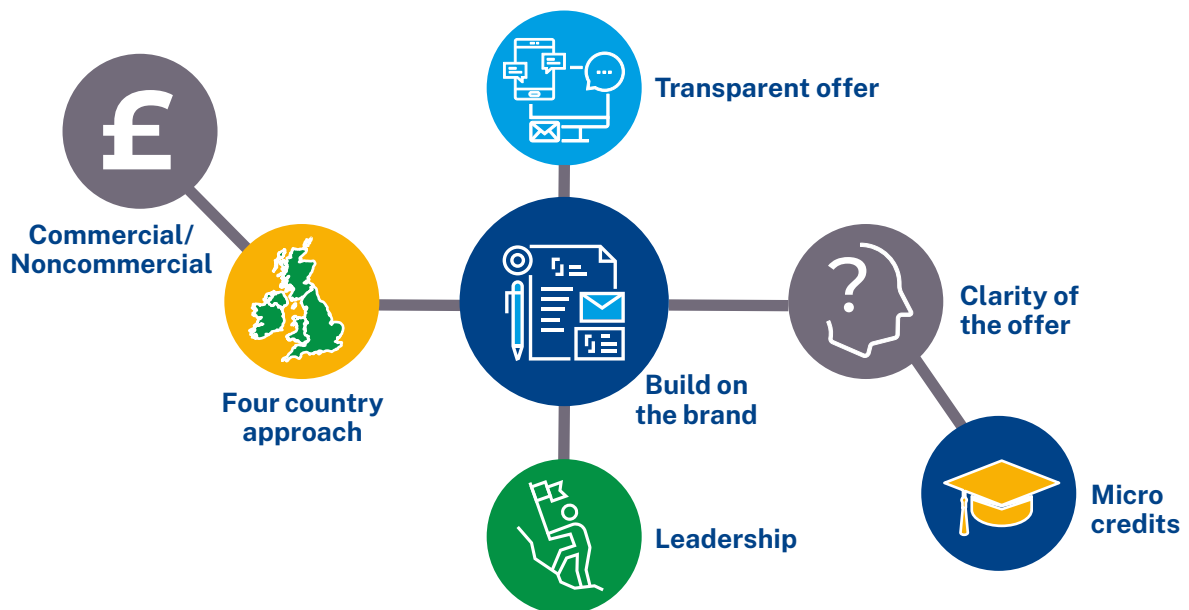 Transparent offer
£
Commercial/
Noncommercial
Four country
approach
Build on
the brand
?
Clarity of
the offer
Leadership
Micro
credits